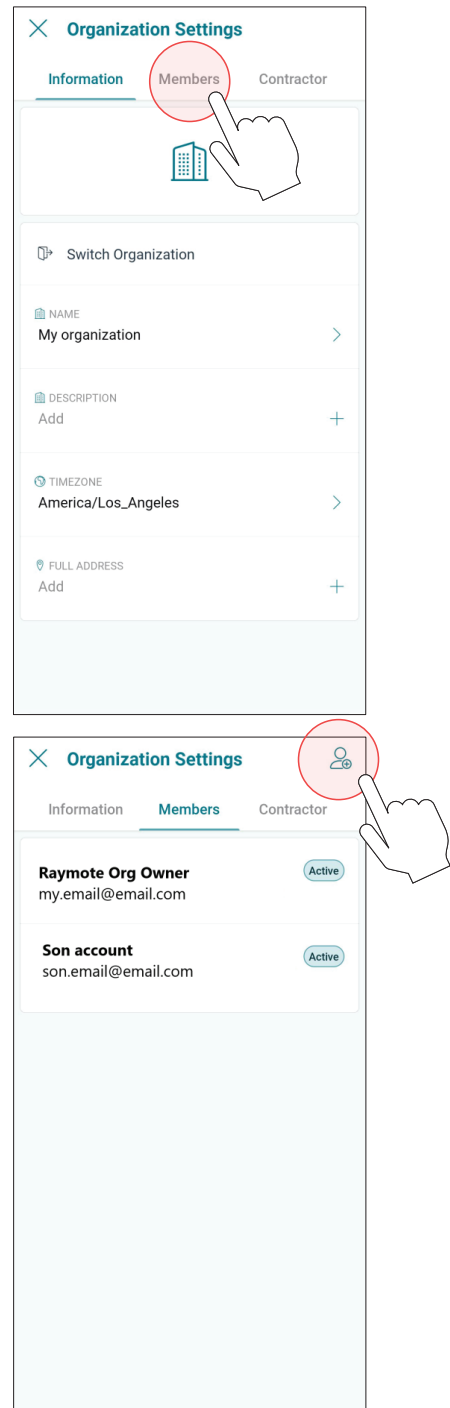 Organization Settings
Information Members Contractor
Switch Organization
NAME
My organization
DESCRIPTION
Add
TIMEZONE
America/Los_Angeles
FULL ADDRESS
Add
Organization Settings
Information Members Contractor
Raymote Org Owner Active
my.email@email.com
Son account Active
son.email@email.com